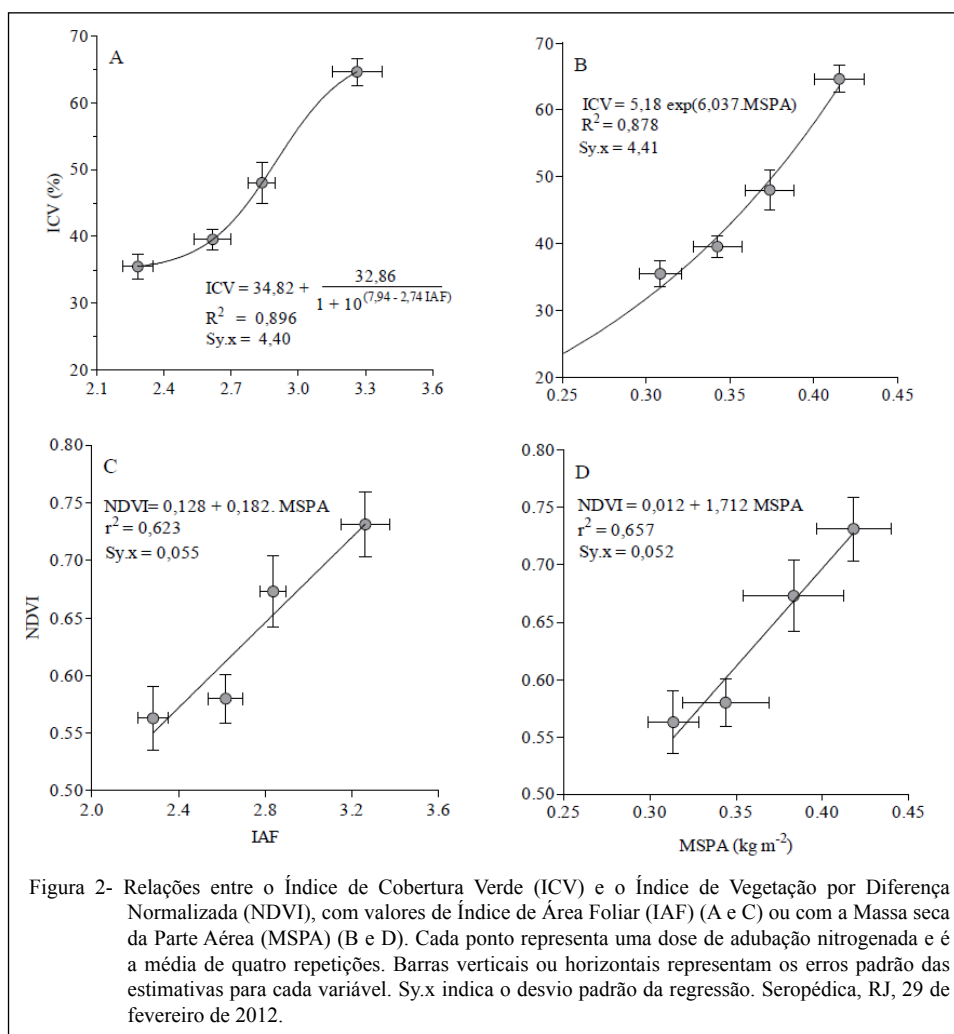 A
70
60
50
40
30
20
ICV (%)
ICV = 34,82 + 32,86 / 1 + 10^(7,94 - 2,74 IAF)
R² = 0,896
Sy.x = 4,40
2.1 2.4 2.7 3.0 3.3 3.6
B
70
60
50
40
30
20
ICV = 5,18 exp(6,037.MSPA)
R² = 0,878
Sy.x = 4,41
0.25 0.30 0.35 0.40 0.45
C
0.80
0.75
0.70
0.65
0.60
0.55
0.50
NDVI
NDVI= 0,128 + 0,182. MSPA
r² = 0,623
Sy.x = 0,055
2.0 2.4 2.8 3.2 3.6
IAF
D
0.80
0.75
0.70
0.65
0.60
0.55
0.50
NDVI = 0,012 + 1,712 MSPA
r² = 0,657
Sy.x = 0,052
0.25 0.30 0.35 0.40 0.45
MSPA (kg m⁻²)
Figura 2- Relações entre o Índice de Cobertura Verde (ICV) e o Índice de Vegetação por Diferença
Normalizada (NDVI), com valores de Índice de Área Foliar (IAF) (A e C) ou com a Massa seca
da Parte Aérea (MSPA) (B e D). Cada ponto representa uma dose de adubação nitrogenada e é
a média de quatro repetições. Barras verticais ou horizontais representam os erros padrão das
estimativas para cada variável. Sy.x indica o desvio padrão da regressão. Seropédica, RJ, 29 de
fevereiro de 2012.